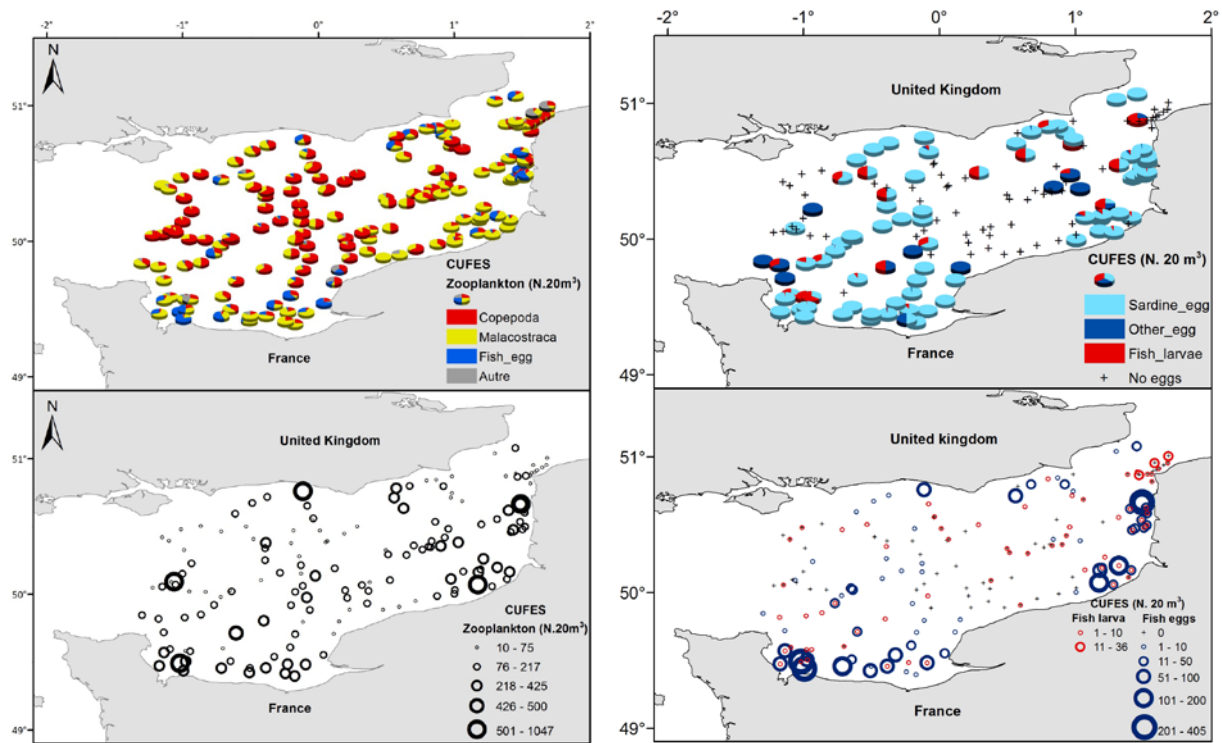 -1° 0° 1° 2°
N
51°
50°
49°
CUFES
Zooplankton (N.20m³)
Copepoda
Malacostraca
Fish_egg
Autre
France
-1° 0° 1° 2°
United Kingdom
51°
50°
49°
CUFES (N. 20 m³)
Sardine_egg
Other_egg
Fish_larvae
No eggs
France
N
United Kingdom
51°
50°
49°
CUFES
Zooplankton (N.20m³)
10 - 75
76 - 217
218 - 425
426 - 500
501 - 1047
France
United kingdom
51°
50°
49°
CUFES (N. 20 m³)
Fish larva Fish eggs
1 - 10 0
11 - 36 1 - 10
11 - 50
51 - 100
101 - 200
201 - 405
France